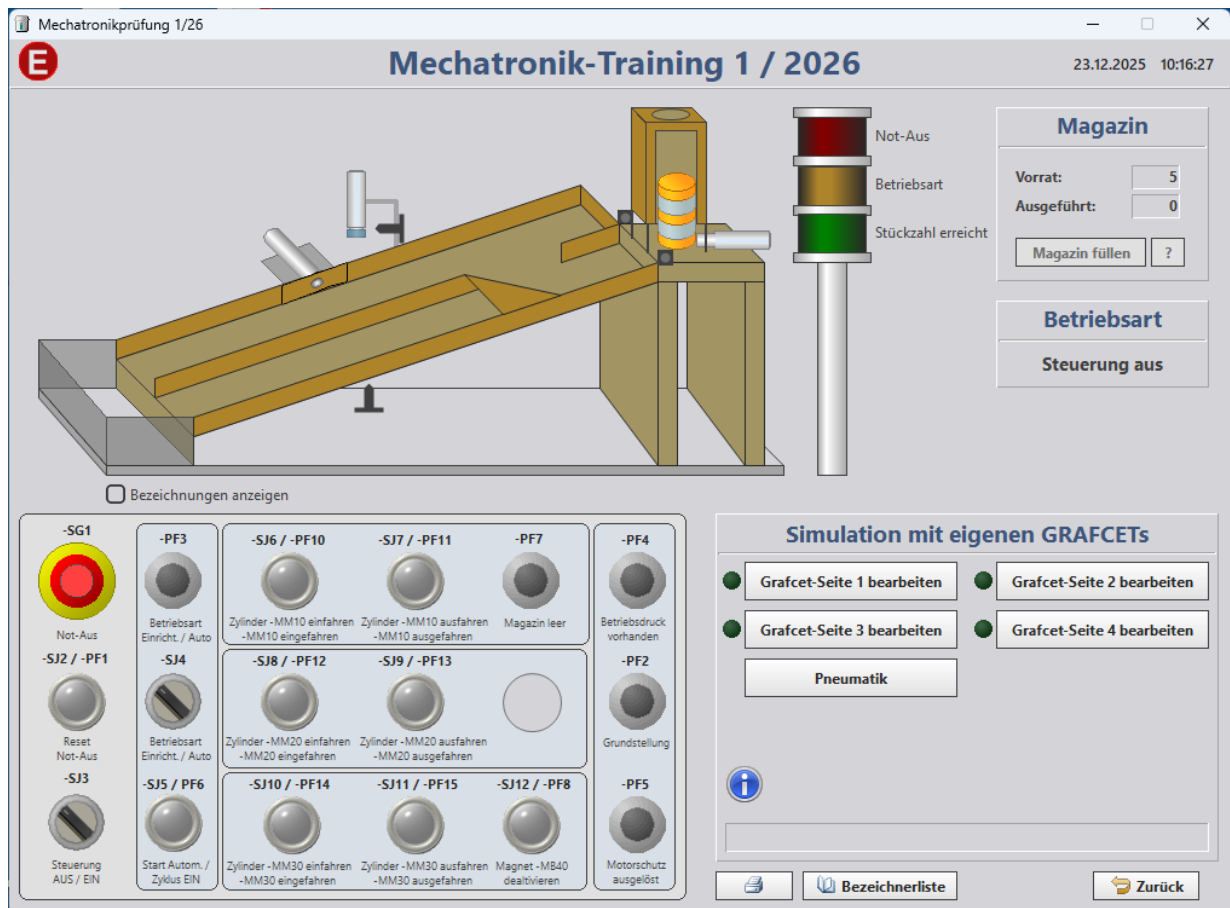 Mechatronikprüfung 1/26
E
Mechatronik-Training 1 / 2026
23.12.2025 10:16:27
Not-Aus
Betriebsart
Stückzahl erreicht
Magazin
Vorrat: 5
Ausgeführt: 0
Magazin füllen ?
Betriebsart
Steuerung aus
Bezeichnungen anzeigen
-SG1
Not-Aus
-SJ2 / -PF1
Reset
Not-Aus
-SJ3
Steuerung
AUS / EIN
-PF3
Betriebsart
Einricht. / Auto
-SJ4
Betriebsart
Einricht. / Auto
-SJ5 / PF6
Start Autom. /
Zyklus EIN
-SJ6 / -PF10
Zylinder -MM10 einfahren
-MM10 eingefahren
-SJ7 / -PF11
Zylinder -MM10 ausfahren
-MM10 ausgefahren
-PF7
Magazin leer
-SJ8 / -PF12
Zylinder -MM20 einfahren
-MM20 eingefahren
-SJ9 / -PF13
Zylinder -MM20 ausfahren
-MM20 ausgefahren
-SJ10 / -PF14
Zylinder -MM30 einfahren
-MM30 eingefahren
-SJ11 / -PF15
Zylinder -MM30 ausfahren
-MM30 ausgefahren
-SJ12 / -PF8
Magnet -MB40
dealtivieren
-PF4
Betriebsdruck
vorhanden
-PF2
Grundstellung
-PF5
Motorschutz
ausgelöst
Simulation mit eigenen GRAFCETs
Grafcet-Seite 1 bearbeiten
Grafcet-Seite 2 bearbeiten
Grafcet-Seite 3 bearbeiten
Grafcet-Seite 4 bearbeiten
Pneumatik
i
Bezeichnerliste
Zurück